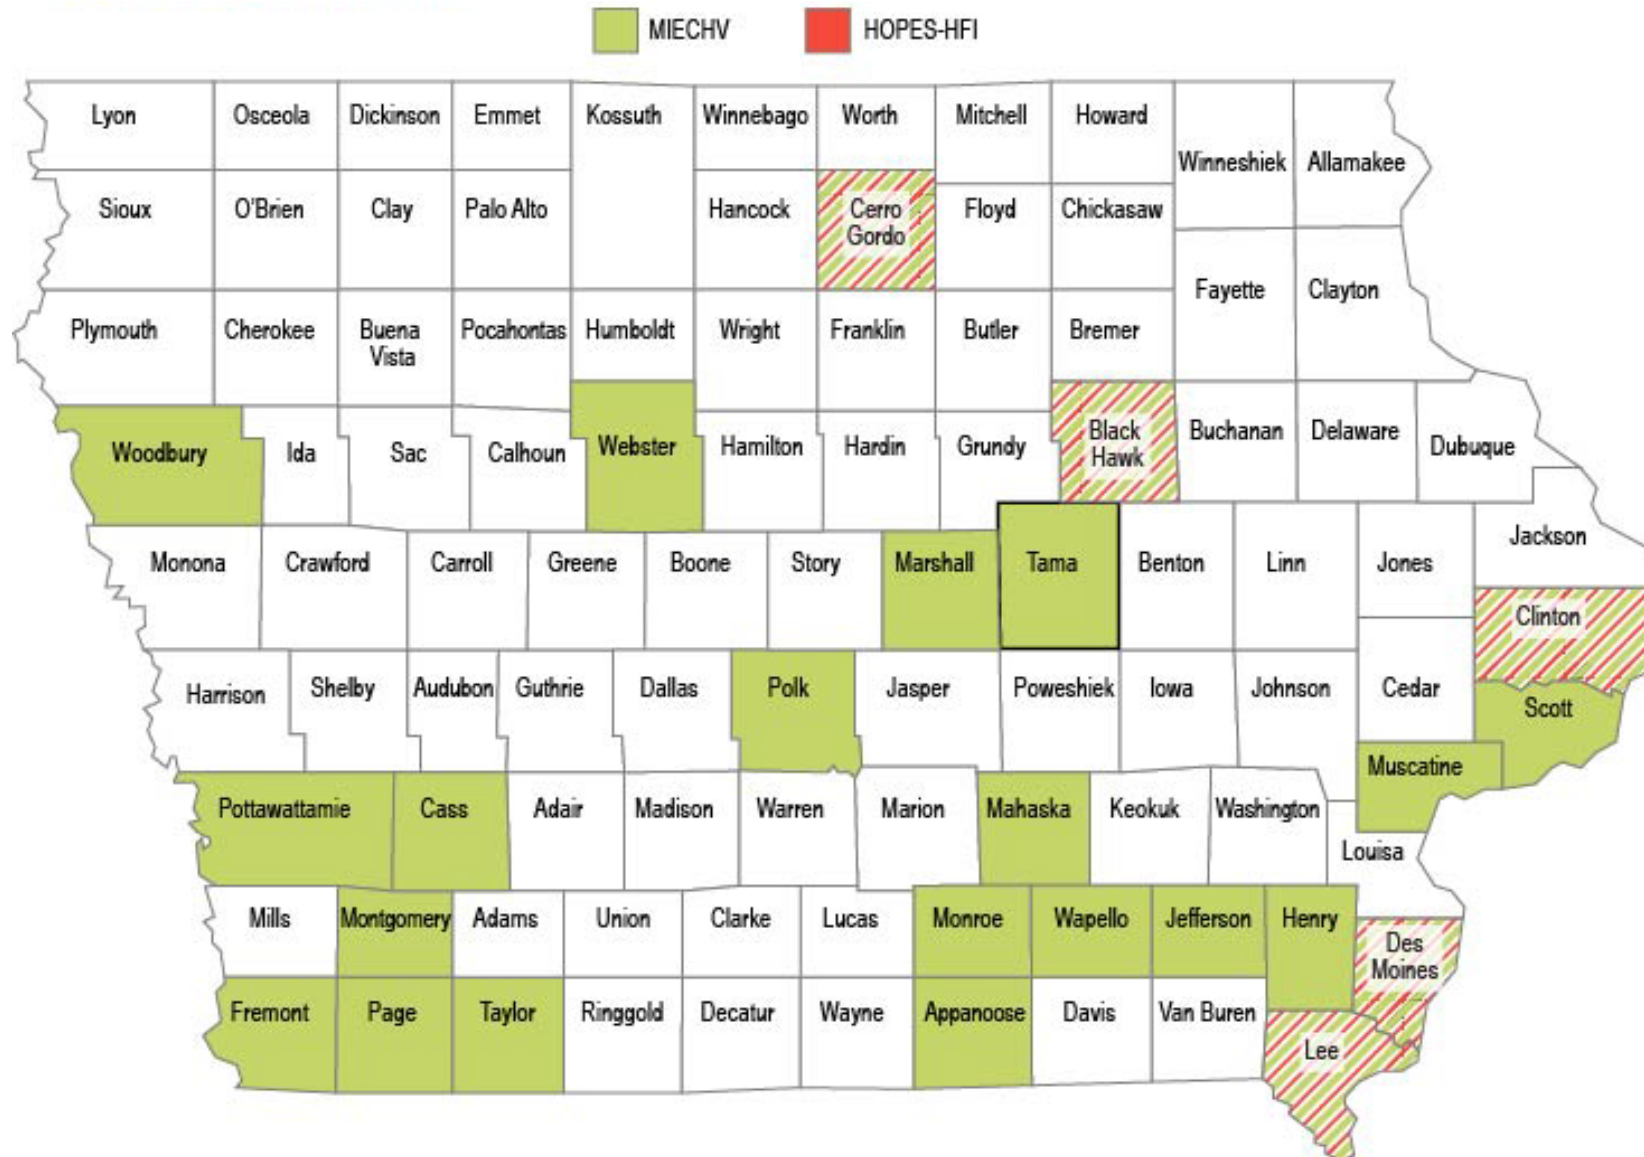 MIECHV
HOPES-HFI
Lyon
Osceola
Dickinson
Emmet
Kossuth
Winnebago
Worth
Mitchell
Howard
Winneshiek
Allamakee
Sioux
O'Brien
Clay
Palo Alto
Hancock
Cerro
Gordo
Floyd
Chickasaw
Fayette
Clayton
Plymouth
Cherokee
Buena
Vista
Pocahontas
Humboldt
Wright
Franklin
Butler
Bremer
Woodbury
Ida
Sac
Calhoun
Webster
Hamilton
Hardin
Grundy
Black
Hawk
Buchanan
Delaware
Dubuque
Monona
Crawford
Carroll
Greene
Boone
Story
Marshall
Tama
Benton
Linn
Jones
Jackson
Clinton
Harrison
Shelby
Audubon
Guthrie
Dallas
Polk
Jasper
Poweshiek
Iowa
Johnson
Cedar
Scott
Muscatine
Pottawattamie
Cass
Adair
Madison
Warren
Marion
Mahaska
Keokuk
Washington
Louisa
Mills
Montgomery
Adams
Union
Clarke
Lucas
Monroe
Wapello
Jefferson
Henry
Des
Moines
Fremont
Page
Taylor
Ringgold
Decatur
Wayne
Appanoose
Davis
Van Buren
Lee